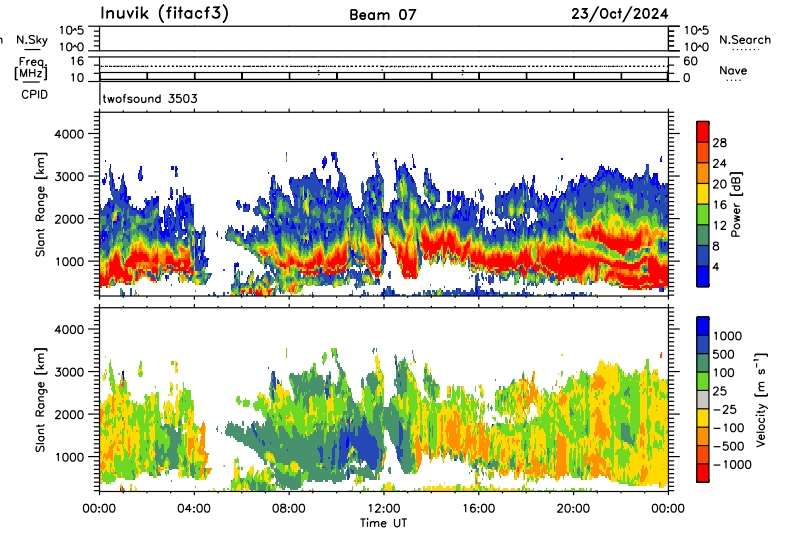 Inuvik (fitacf3) Beam 07 23/Oct/2024
N.Sky 10^5 10^0 10^5 10^0 N.Search
Freq. [MHz] 16 10 60 0 Nave
CPID twofsound 3503
Slant Range [km] 4000 3000 2000 1000
28 24 20 16 12 8 4 Power [dB]
Slant Range [km] 4000 3000 2000 1000
1000 500 100 25 −25 −100 −500 −1000 Velocity [m s⁻¹]
00:00 04:00 08:00 12:00 16:00 20:00 00:00
Time UT